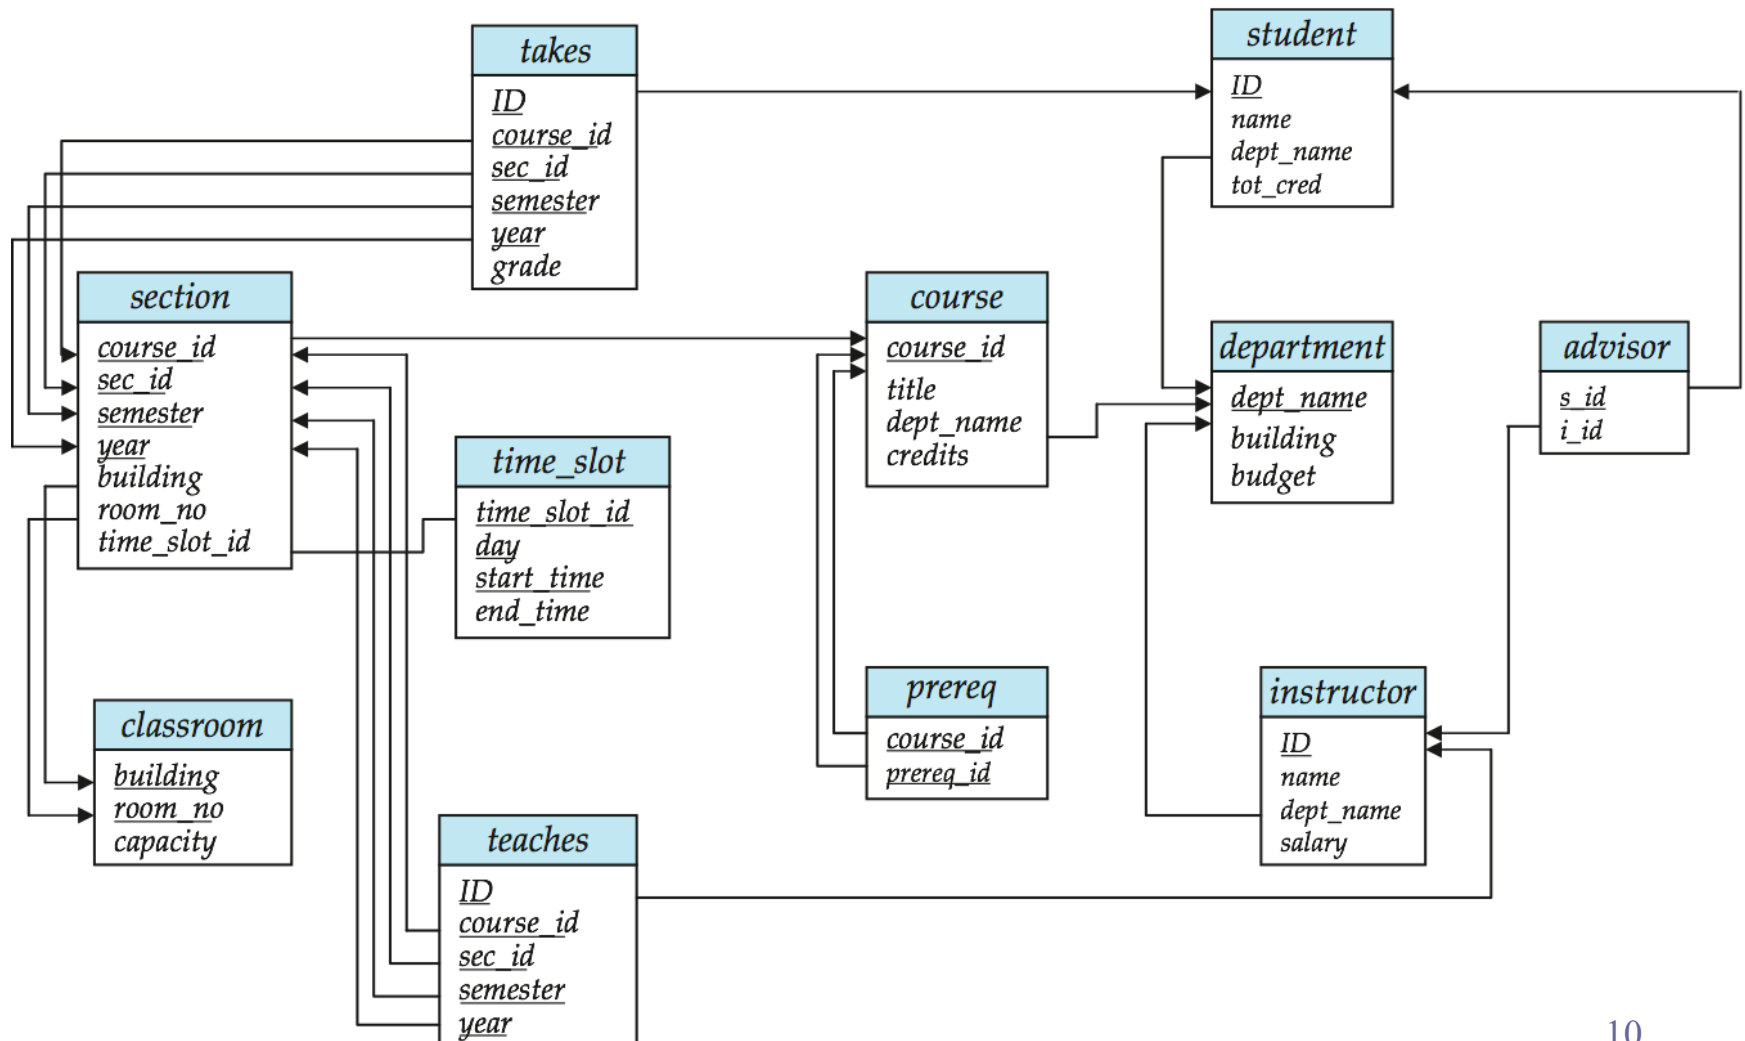 takes
ID
course_id
sec_id
semester
year
grade
student
ID
name
dept_name
tot_cred
section
course_id
sec_id
semester
year
building
room_no
time_slot_id
course
course_id
title
dept_name
credits
department
dept_name
building
budget
advisor
s_id
i_id
time_slot
time_slot_id
day
start_time
end_time
prereq
course_id
prereq_id
instructor
ID
name
dept_name
salary
classroom
building
room_no
capacity
teaches
ID
course_id
sec_id
semester
year
10